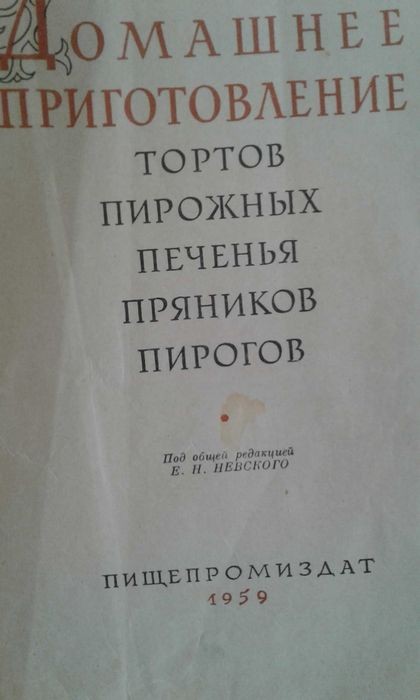 ДОМАШНЕЕ
ПРИГОТОВЛЕНИЕ
ТОРТОВ
ПИРОЖНЫХ
ПЕЧЕНЬЯ
ПРЯНИКОВ
ПИРОГОВ
Под общей редакцией
Е. Н. НЕВСКОГО
ПИЩЕПРОМИЗДАТ
1959